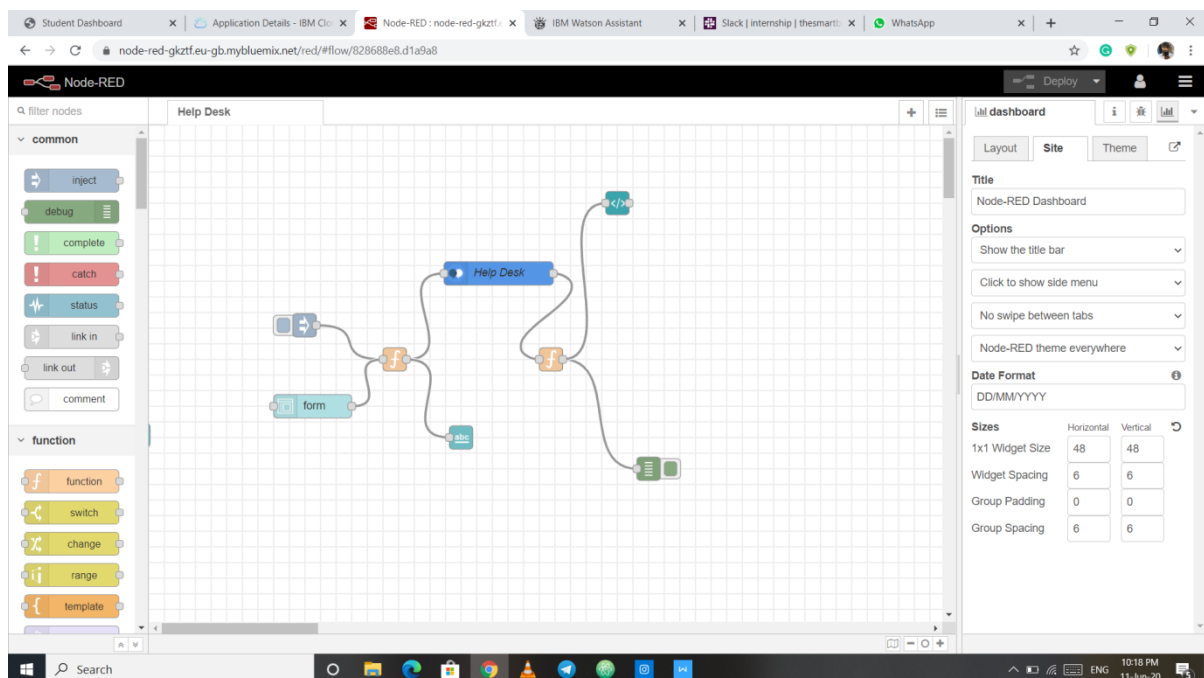 Student Dashboard
Application Details - IBM Clo
Node-RED : node-red-gkztf.e
IBM Watson Assistant
Slack | internship | thesmartb
WhatsApp
node-red-gkztf.eu-gb.mybluemix.net/red/#flow/828688e8.d1a9a8
Node-RED
Deploy
filter nodes
Help Desk
dashboard
i
common
Layout Site Theme
inject
debug
complete
catch
status
link in
link out
comment
function
function
switch
change
range
template
Help Desk
form
abc
Title
Node-RED Dashboard
Options
Show the title bar
Click to show side menu
No swipe between tabs
Node-RED theme everywhere
Date Format
DD/MM/YYYY
Sizes Horizontal Vertical
1x1 Widget Size 48 48
Widget Spacing 6 6
Group Padding 0 0
Group Spacing 6 6
Search
ENG
10:18 PM
11-Jun-20